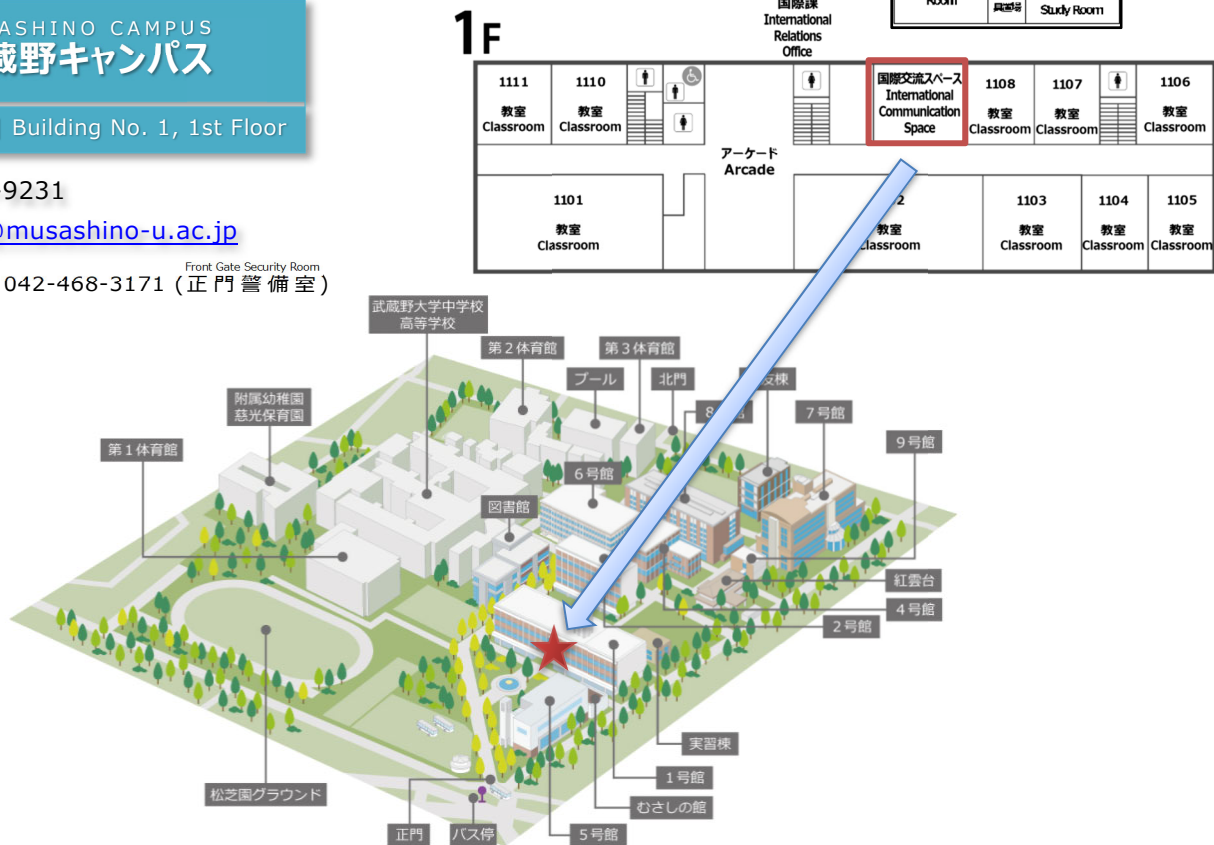 ASHINO CAMPUS
蔵野キャンパス
Building No. 1, 1st Floor
-9231
@musashino-u.ac.jp
042-468-3171 (正門警備室)
Front Gate Security Room
1F
国際課
International
Relations
Office
Room
Study Room
1111
教室
Classroom
1110
教室
Classroom
国際交流スペース
International
Communication
Space
1108
教室
Classroom
1107
教室
Classroom
1106
教室
Classroom
アーケード
Arcade
1101
教室
Classroom
2
教室
lassroom
1103
教室
Classroom
1104
教室
Classroom
1105
教室
Classroom
武蔵野大学中学校
高等学校
第2体育館
第3体育館
プール
北門
友棟
附属幼稚園
慈光保育園
8 館
7号館
第1体育館
9号館
6号館
図書館
紅雲台
4号館
2号館
実習棟
1号館
松芝園グラウンド
むさしの館
正門
バス停
5号館